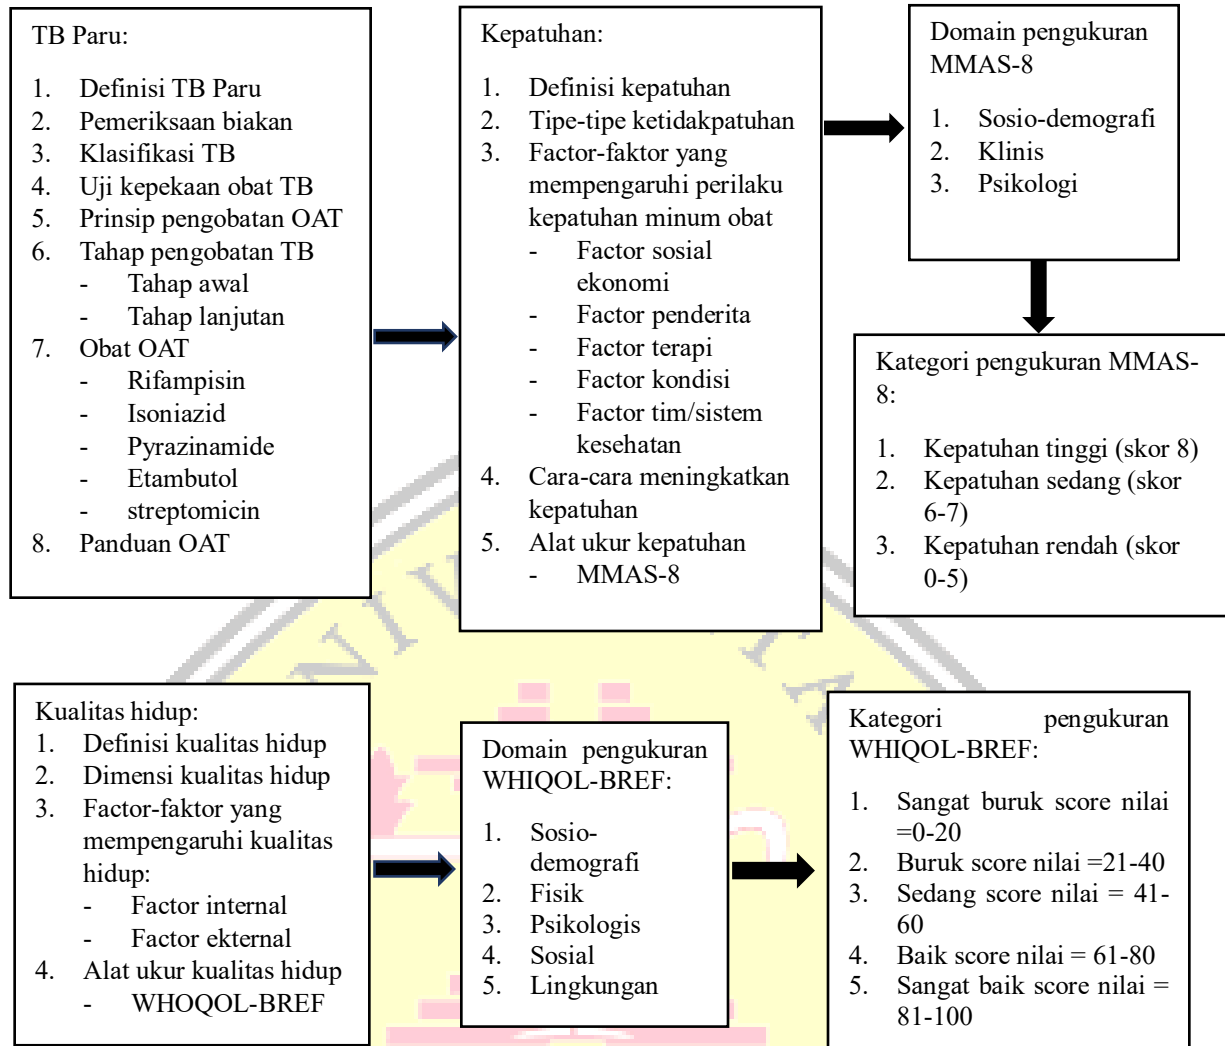 TB Paru:
1. Definisi TB Paru
2. Pemeriksaan biakan
3. Klasifikasi TB
4. Uji kepekaan obat TB
5. Prinsip pengobatan OAT
6. Tahap pengobatan TB
- Tahap awal
- Tahap lanjutan
7. Obat OAT
- Rifampisin
- Isoniazid
- Pyrazinamide
- Etambutol
- streptomicin
8. Panduan OAT
Kepatuhan:
1. Definisi kepatuhan
2. Tipe-tipe ketidakpatuhan
3. Factor-faktor yang
mempengaruhi perilaku
kepatuhan minum obat
- Factor sosial
ekonomi
- Factor penderita
- Factor terapi
- Factor kondisi
- Factor tim/sistem
kesehatan
4. Cara-cara meningkatkan
kepatuhan
5. Alat ukur kepatuhan
- MMAS-8
Domain pengukuran
MMAS-8
1. Sosio-demografi
2. Klinis
3. Psikologi
Kategori pengukuran MMAS-
8:
1. Kepatuhan tinggi (skor 8)
2. Kepatuhan sedang (skor
6-7)
3. Kepatuhan rendah (skor
0-5)
Kualitas hidup:
1. Definisi kualitas hidup
2. Dimensi kualitas hidup
3. Factor-faktor yang
mempengaruhi kualitas
hidup:
- Factor internal
- Factor ekternal
4. Alat ukur kualitas hidup
- WHOQOL-BREF
Domain pengukuran
WHIQOL-BREF:
1. Sosio-
demografi
2. Fisik
3. Psikologis
4. Sosial
5. Lingkungan
Kategori pengukuran
WHIQOL-BREF:
1. Sangat buruk score nilai
=0-20
2. Buruk score nilai =21-40
3. Sedang score nilai = 41-
60
4. Baik score nilai = 61-80
5. Sangat baik score nilai =
81-100